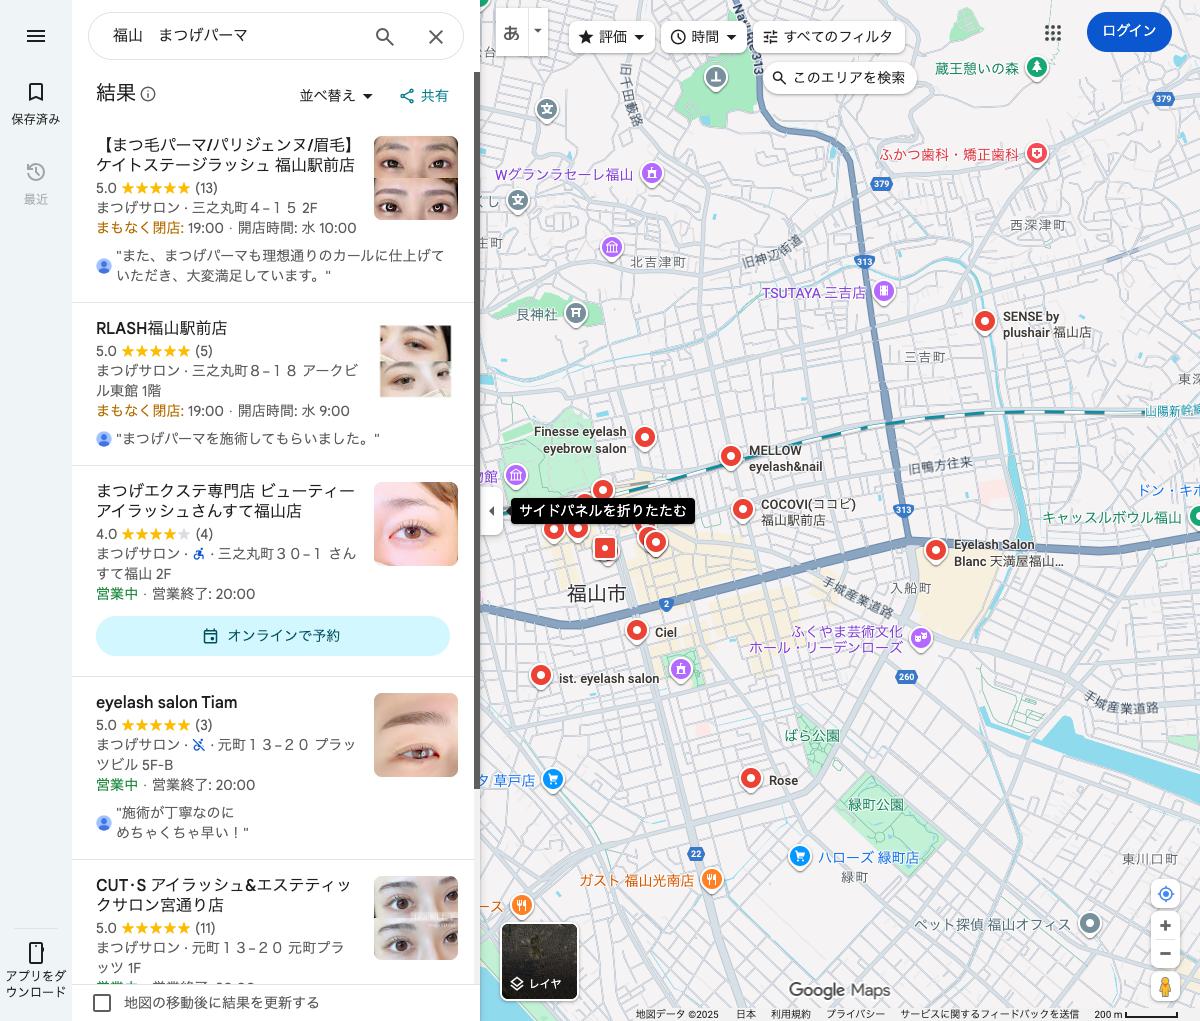 福山　まつげパーマ
保存済み
最近
アプリをダ
ウンロード
結果
並べ替え
共有
【まつ毛パーマ/パリジェンヌ/眉毛】
ケイトステージラッシュ 福山駅前店
5.0 ★★★★★ (13)
まつげサロン · 三之丸町４−１５ 2F
まもなく閉店: 19:00 · 開店時間: 水 10:00
"また、まつげパーマも理想通りのカールに仕上げて
いただき、大変満足しています。"
RLASH福山駅前店
5.0 ★★★★★ (5)
まつげサロン · 三之丸町８−１８ アークビ
ル東館 1階
まもなく閉店: 19:00 · 開店時間: 水 9:00
"まつげパーマを施術してもらいました。"
まつげエクステ専門店 ビューティー
アイラッシュさんすて福山店
4.0 ★★★★★ (4)
まつげサロン · · 三之丸町３０−１ さん
すて福山 2F
営業中 · 営業終了: 20:00
オンラインで予約
eyelash salon Tiam
5.0 ★★★★★ (3)
まつげサロン · · 元町１３−２０ プラッ
ツビル 5F-B
営業中 · 営業終了: 20:00
"施術が丁寧なのに
めちゃくちゃ早い！"
CUT･S アイラッシュ&エステティッ
クサロン宮通り店
5.0 ★★★★★ (11)
まつげサロン · 元町１３−２０ 元町プラ
ッツ 1F
地図の移動後に結果を更新する
あ
評価
時間
すべてのフィルタ
ログイン
このエリアを検索
蔵王憩いの森
379
旧千田藪路
313
ふかつ歯科・矯正歯科
Wグランラセーレ福山
379
西深津町
北吉津町
旧神辺街道
313
TSUTAYA 三吉店
艮神社
SENSE by
plushair 福山店
三吉町
山陽新幹線
Finesse eyelash
eyebrow salon
MELLOW
eyelash&nail
旧鴨方往来
サイドパネルを折りたたむ
COCOVI(ココビ)
福山駅前店
313
キャッスルボウル福山
Eyelash Salon
Blanc 天満屋福山...
福山市
入船町
2
手城産業道路
Ciel
ふくやま芸術文化
ホール・リーデンローズ
ist. eyelash salon
260
手城産業道路
ばら公園
草戸店
Rose
緑町公園
22
ハローズ 緑町店
緑町
東川口町
ガスト 福山光南店
ペット探偵 福山オフィス
レイヤ
Google Maps
地図データ ©2025
日本
利用規約
プライバシー
サービスに関するフィードバックを送信
200 m